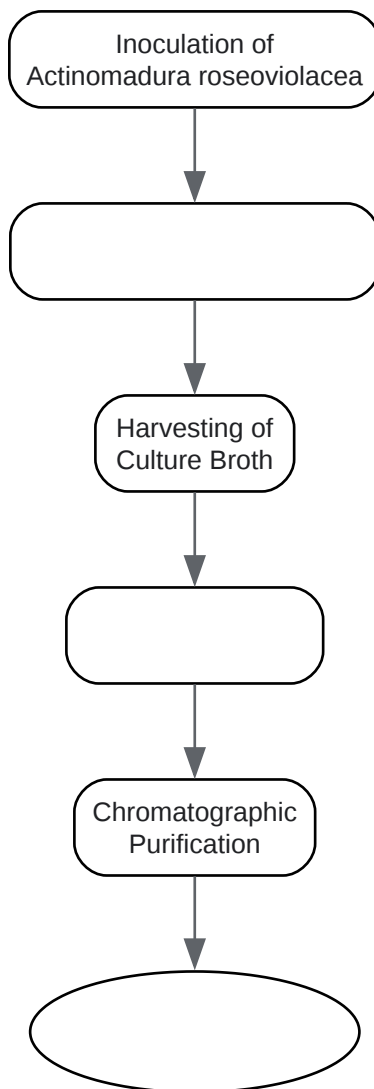 Inoculation of
Actinomadura roseoviolacea
Harvesting of
Culture Broth
Chromatographic
Purification